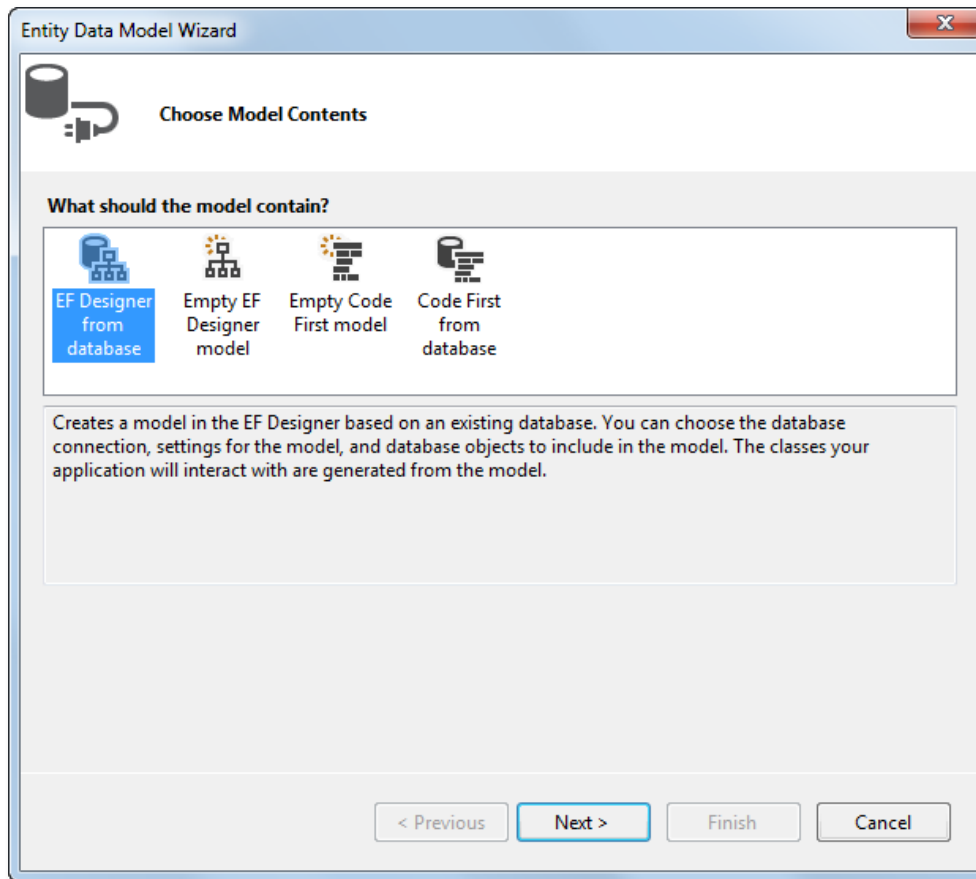 Entity Data Model Wizard
Choose Model Contents
What should the model contain?
EF Designer
from
database
Empty EF
Designer
model
Empty Code
First model
Code First
from
database
Creates a model in the EF Designer based on an existing database. You can choose the database
connection, settings for the model, and database objects to include in the model. The classes your
application will interact with are generated from the model.
< Previous
Next >
Finish
Cancel